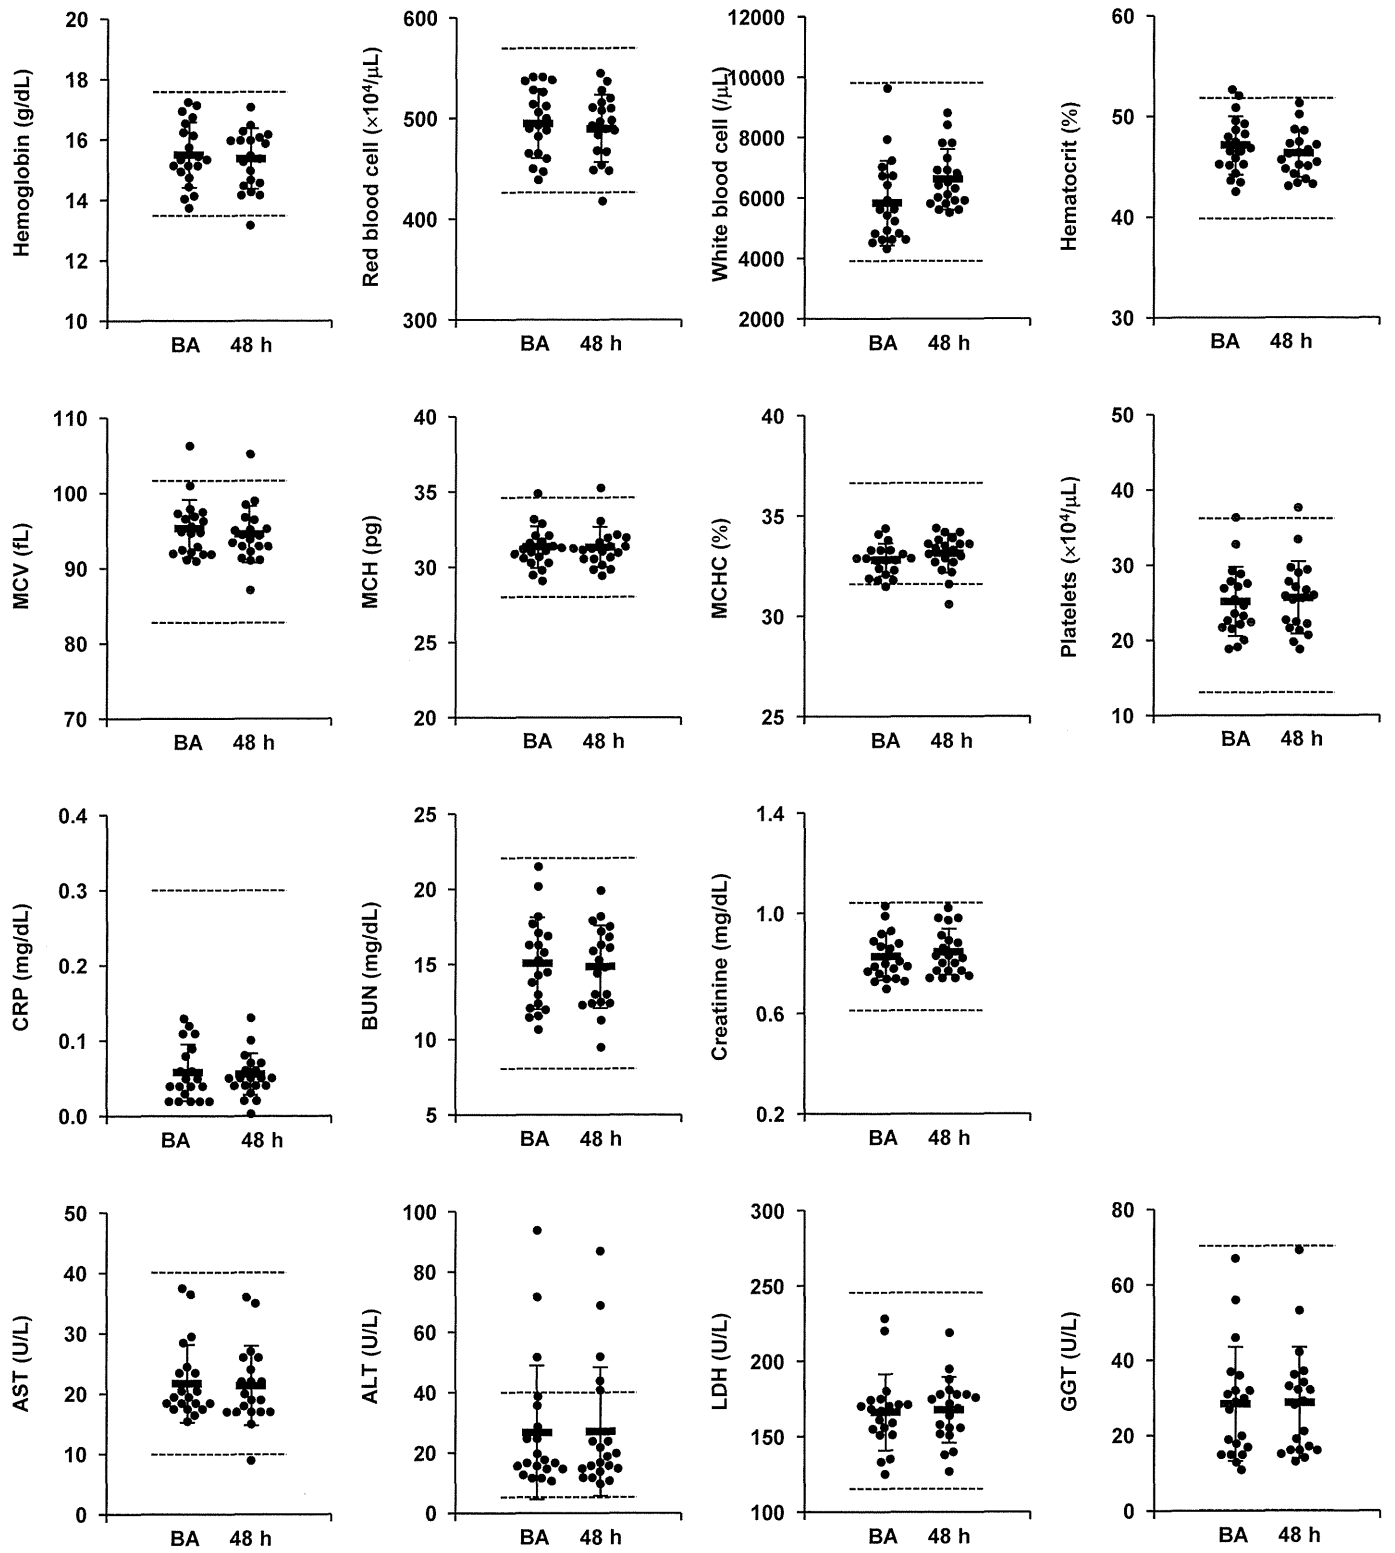 Hemoglobin (g/dL)
20
18
16
14
12
10
BA 48 h
Red blood cell (×10⁴/μL)
600
500
400
300
BA 48 h
White blood cell (/μL)
12000
10000
8000
6000
4000
2000
BA 48 h
Hematocrit (%)
60
50
40
30
BA 48 h
MCV (fL)
110
100
90
80
70
BA 48 h
MCH (pg)
40
35
30
25
20
BA 48 h
MCHC (%)
40
35
30
25
BA 48 h
Platelets (×10⁴/μL)
50
40
30
20
10
BA 48 h
CRP (mg/dL)
0.4
0.3
0.2
0.1
0.0
BA 48 h
BUN (mg/dL)
25
20
15
10
5
BA 48 h
Creatinine (mg/dL)
1.4
1.0
0.6
0.2
BA 48 h
AST (U/L)
50
40
30
20
10
0
BA 48 h
ALT (U/L)
100
80
60
40
20
0
BA 48 h
LDH (U/L)
300
250
200
150
100
BA 48 h
GGT (U/L)
80
60
40
20
0
BA 48 h